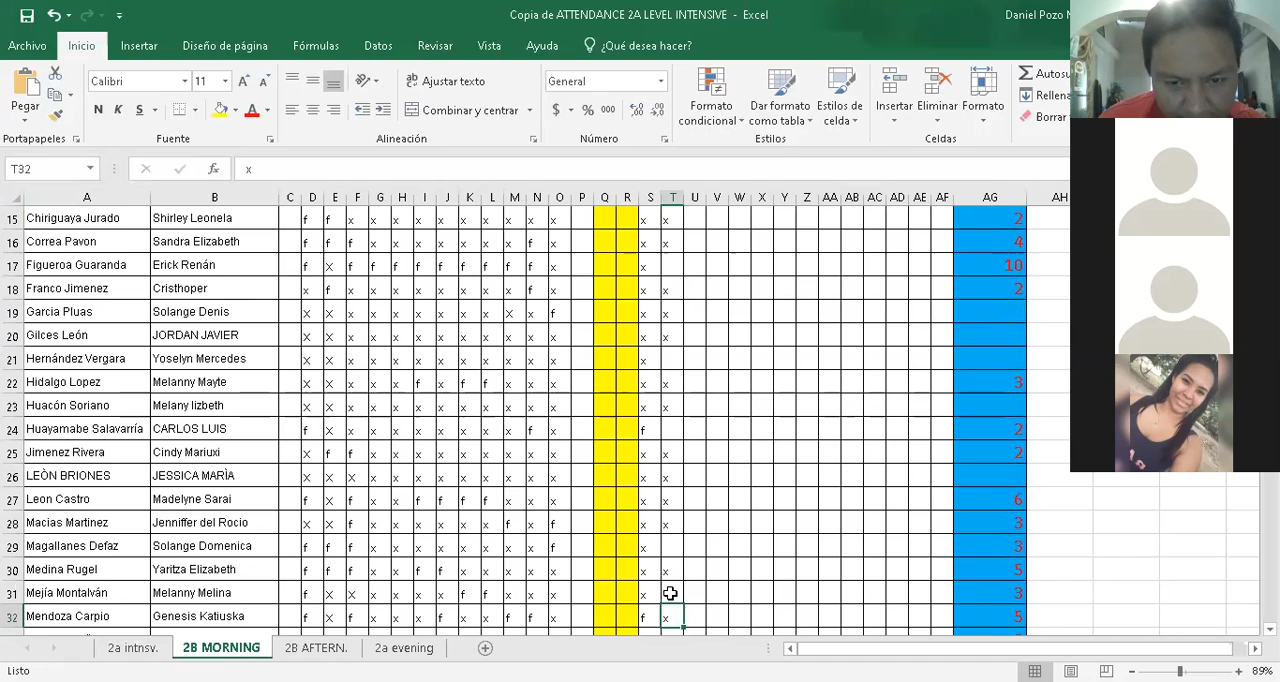 Copia de ATTENDANCE 2A LEVEL INTENSIVE - Excel
Daniel Pozo
Archivo Inicio Insertar Diseño de página Fórmulas Datos Revisar Vista Ayuda ¿Qué desea hacer?
Calibri 11 Ajustar texto General Autosu
Pegar N K S Combinar y centrar $ % 000 Formato condicional Dar formato como tabla Estilos de celda Insertar Eliminar Formato Rellena
Borrar
Portapapeles Fuente Alineación Número Estilos Celdas
T32 fx x
A B C D E F G H I J K L M N O P Q R S T U V W X Y Z AA AB AC AD AE AF AG AH
15 Chiriguaya Jurado Shirley Leonela f f x x x x x x x x x x x x 2
16 Correa Pavon Sandra Elizabeth f f f x x x x x x x f x x x 4
17 Figueroa Guaranda Erick Renán f X f f f f f f f f f x x 10
18 Franco Jimenez Cristhoper x f x x x x x x x x f x x x 2
19 Garcia Pluas Solange Denis X X x x x x x x x X x f x x
20 Gilces León JORDAN JAVIER X X x x x x x x x x x x x x
21 Hernández Vergara Yoselyn Mercedes X X x x x x x x x x x x x
22 Hidalgo Lopez Melanny Mayte X X x x x f x f f x x x x x 3
23 Huacón Soriano Melany lizbeth X X x x x x x x x x x x x x
24 Huayamabe Salavarría CARLOS LUIS f X x x x x x x x x f x f 2
25 Jimenez Rivera Cindy Mariuxi X f f x x x x x x x x x x x 2
26 LEÒN BRIONES JESSICA MARÌA X X X x x x x x x x x x x x
27 Leon Castro Madelyne Sarai f X f x x f f f f x x x x x 6
28 Macias Martinez Jenniffer del Rocio X X f x x x x x x f x f x x 3
29 Magallanes Defaz Solange Domenica f f f x x x x x x x x f x 3
30 Medina Rugel Yaritza Elizabeth f f f x x f f x x x x x x x 5
31 Mejía Montalván Melanny Melina f X X x x x x f f x x x x 3
32 Mendoza Carpio Genesis Katiuska f X f x x f x x x f f x f x 5
2a intnsv. 2B MORNING 2B AFTERN. 2a evening
Listo 89%